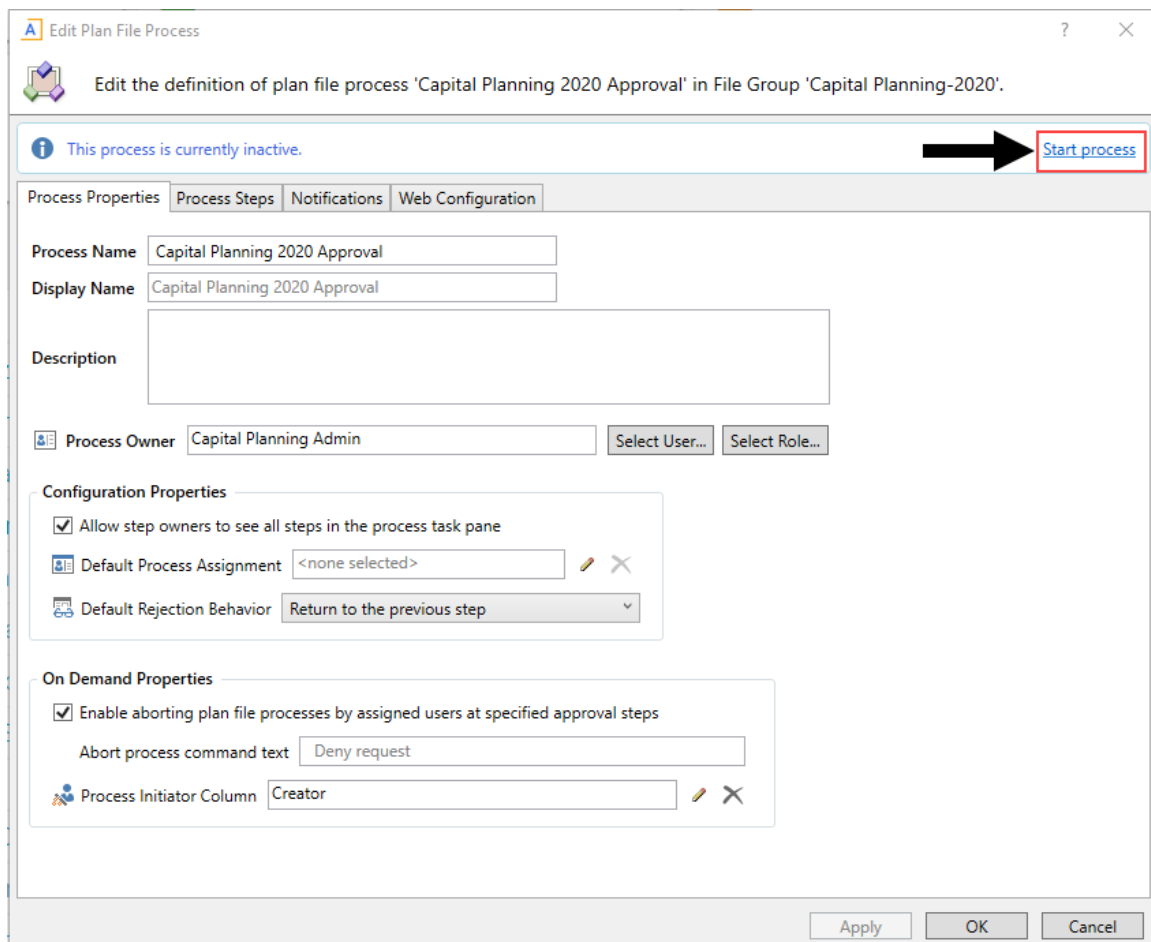 A Edit Plan File Process ?
Edit the definition of plan file process 'Capital Planning 2020 Approval' in File Group 'Capital Planning-2020'.
This process is currently inactive. Start process
Process Properties Process Steps Notifications Web Configuration
Process Name Capital Planning 2020 Approval
Display Name Capital Planning 2020 Approval
Description
Process Owner Capital Planning Admin Select User... Select Role...
Configuration Properties
Allow step owners to see all steps in the process task pane
Default Process Assignment <none selected>
Default Rejection Behavior Return to the previous step
On Demand Properties
Enable aborting plan file processes by assigned users at specified approval steps
Abort process command text Deny request
Process Initiator Column Creator
Apply OK Cancel